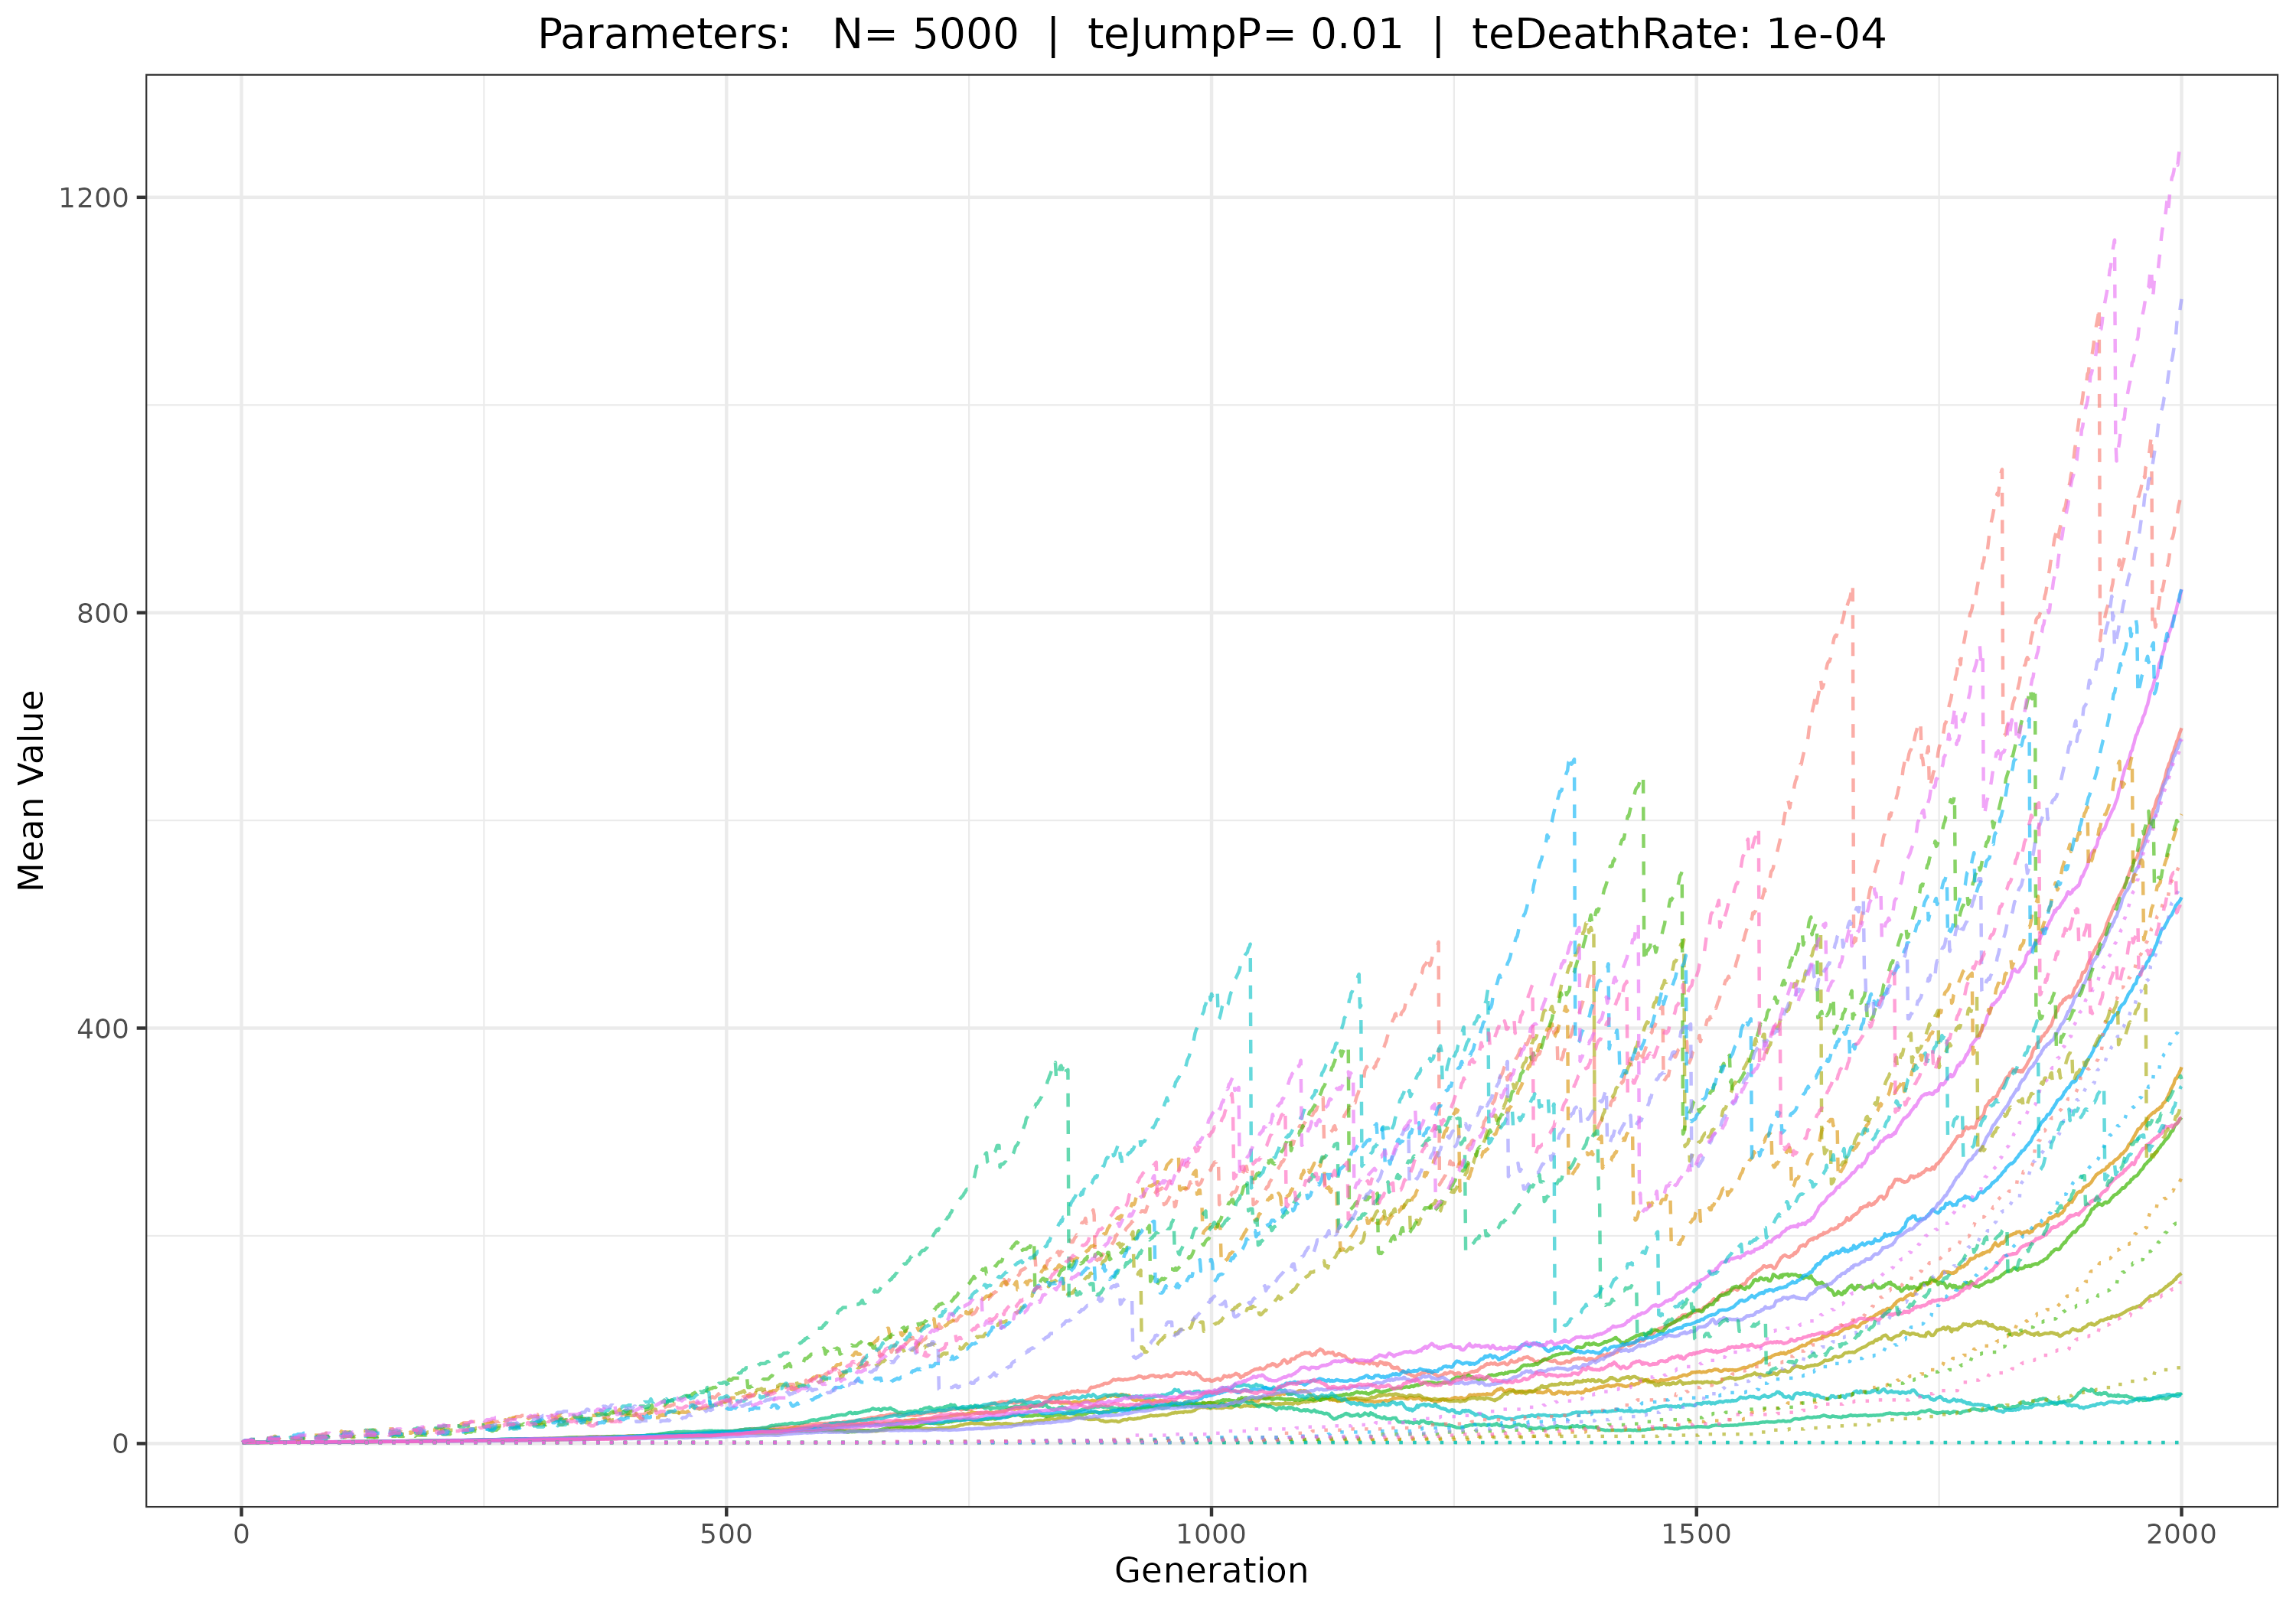 Parameters:   N= 5000  |  teJumpP= 0.01  |  teDeathRate: 1e-04
Mean Value
1200
800
400
0
0 500 1000 1500 2000
Generation